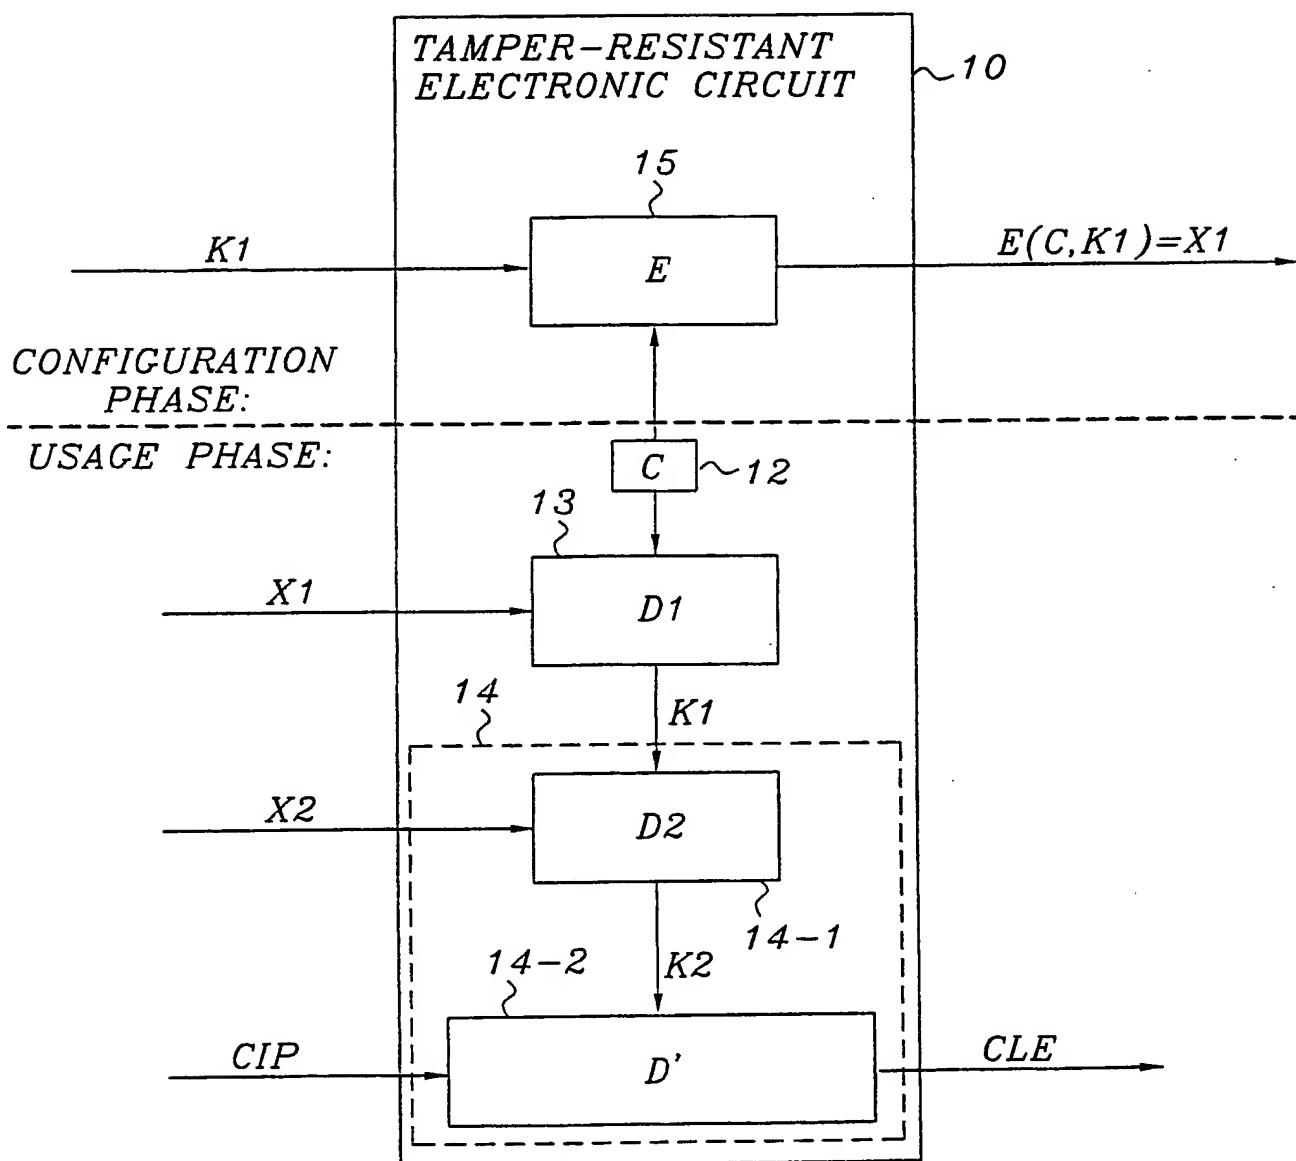 TAMPER-RESISTANT
ELECTRONIC CIRCUIT
10
15
K1
E
E(C,K1)=X1
CONFIGURATION
PHASE:
USAGE PHASE:
C
12
13
X1
D1
14
K1
X2
D2
14-1
14-2
K2
CIP
D'
CLE